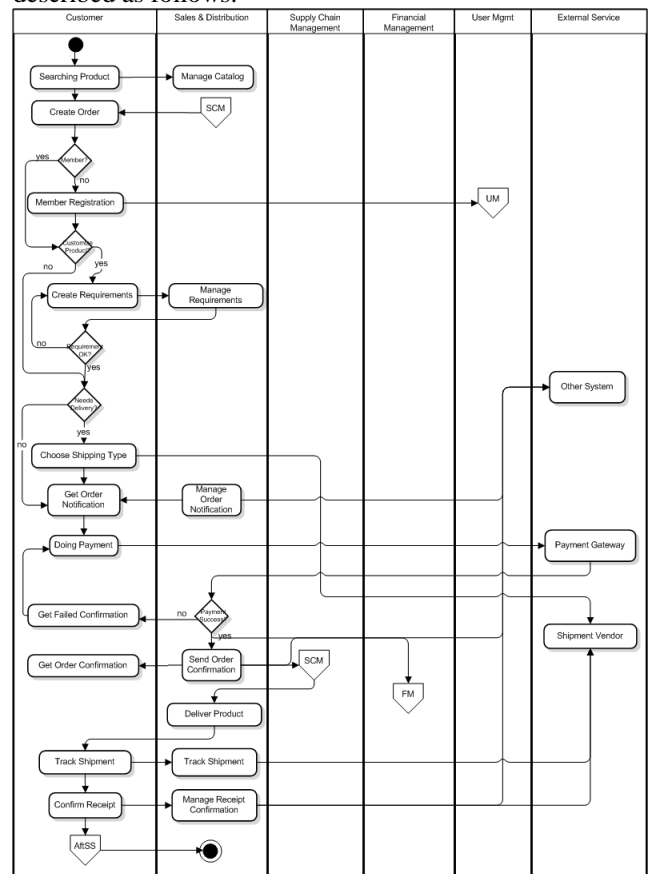 described as follows:
Customer
Sales & Distribution
Supply Chain
Management
Financial
Management
User Mgmt
External Service
Searching Product
Manage Catalog
Create Order
SCM
yes
Member?
no
Member Registration
UM
Customize
Product?
no
yes
Create Requirements
Manage
Requirements
no
Requirement
OK?
yes
Needs
Delivery?
Other System
yes
no
Choose Shipping Type
Get Order
Notification
Manage
Order
Notification
Doing Payment
Payment Gateway
Get Failed Confirmation
no
Payment
Success?
yes
Shipment Vendor
Get Order Confirmation
Send Order
Confirmation
SCM
FM
Deliver Product
Track Shipment
Track Shipment
Confirm Receipt
Manage Receipt
Confirmation
AftSS